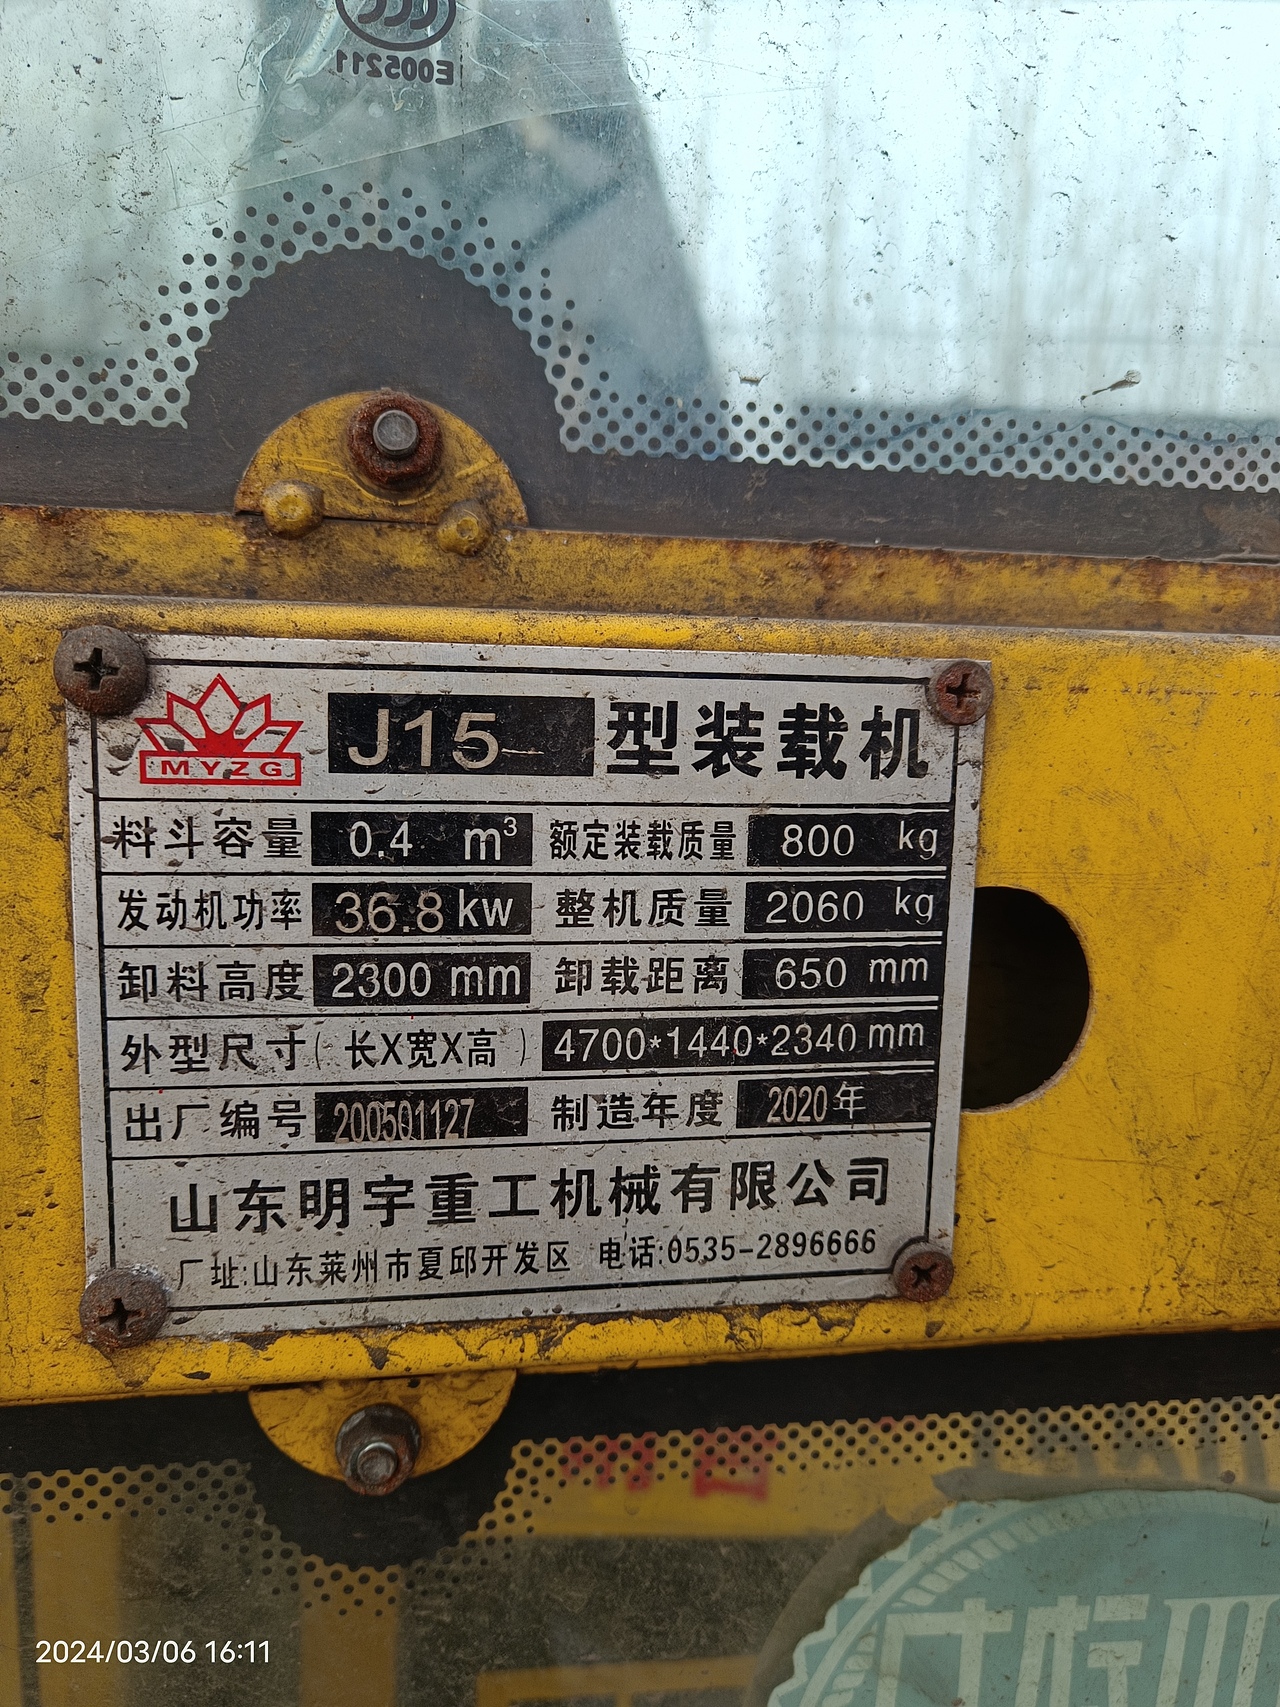 E005211
MYZG
J15 型装载机
料斗容量 0.4 m³ 额定装载质量 800 kg
发动机功率 36.8 kw 整机质量 2060 kg
卸料高度 2300 mm 卸载距离 650 mm
外型尺寸(长X宽X高) 4700*1440*2340 mm
出厂编号 200501127 制造年度 2020年
山东明宇重工机械有限公司
厂址:山东莱州市夏邱开发区 电话:0535-2896666
2024/03/06 16:11